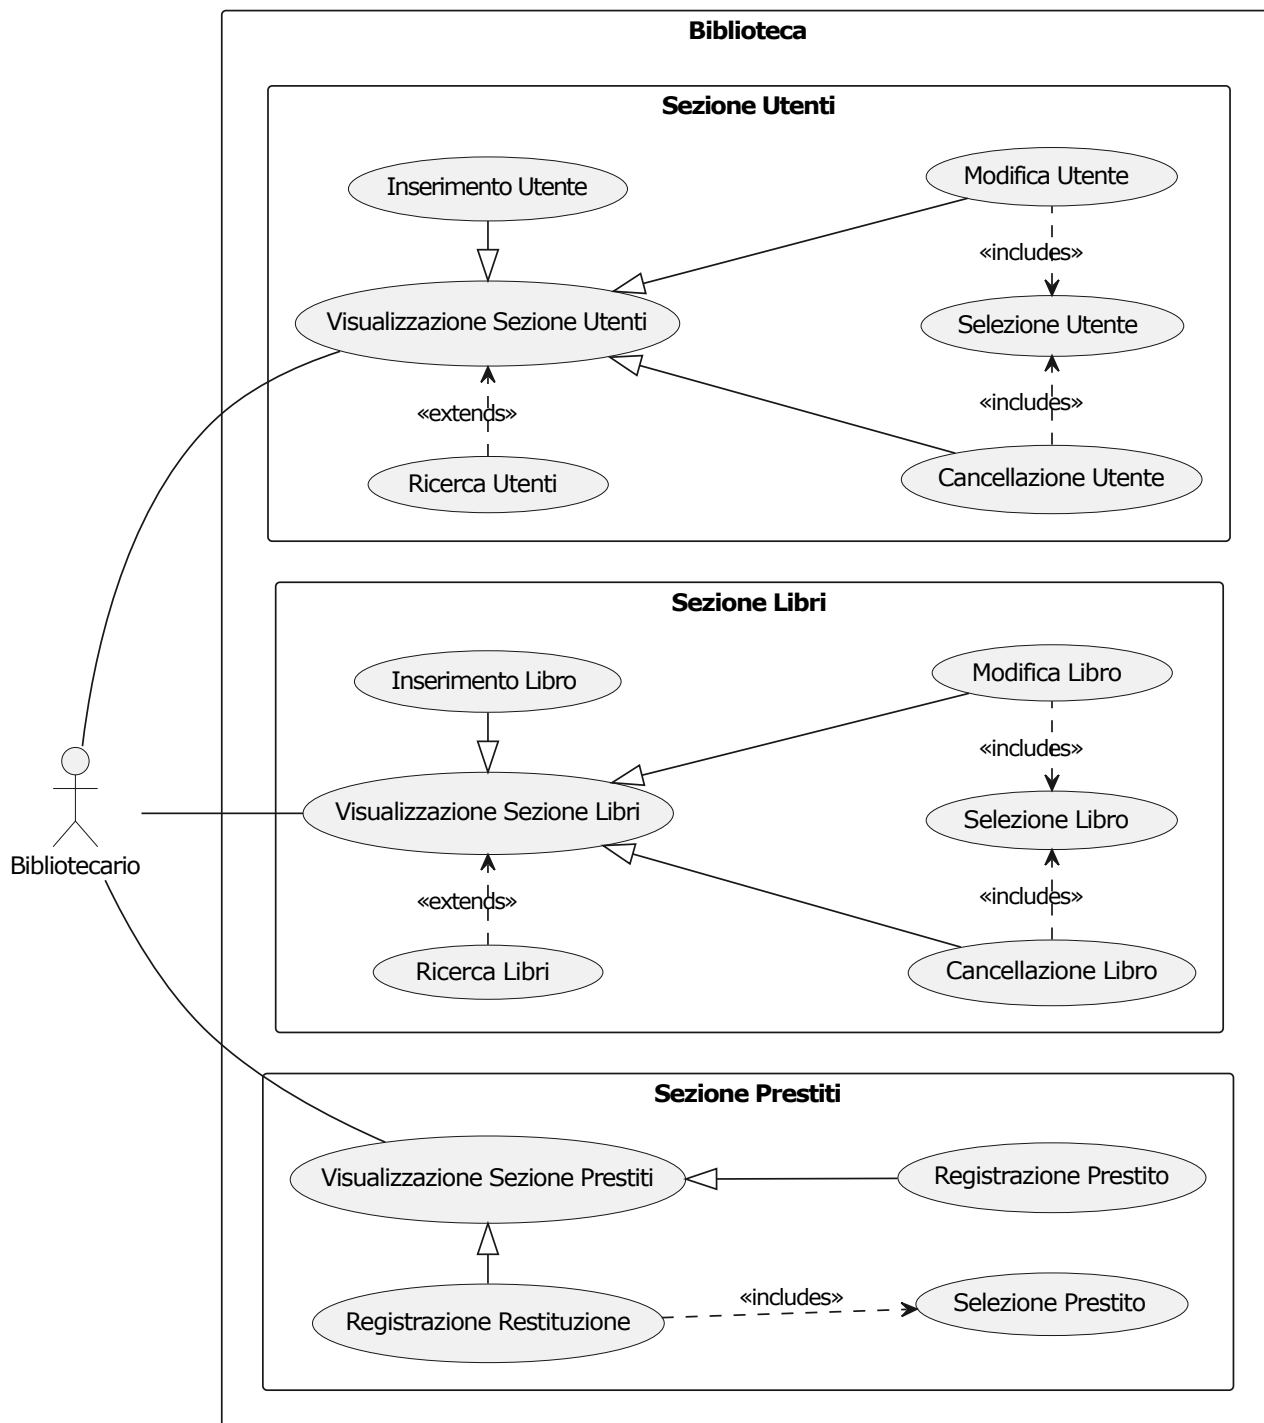 Biblioteca
Sezione Utenti
Inserimento Utente
Modifica Utente
«includes»
Visualizzazione Sezione Utenti
Selezione Utente
«extends»
«includes»
Ricerca Utenti
Cancellazione Utente
Sezione Libri
Inserimento Libro
Modifica Libro
«includes»
Visualizzazione Sezione Libri
Selezione Libro
Bibliotecario
«extends»
«includes»
Ricerca Libri
Cancellazione Libro
Sezione Prestiti
Visualizzazione Sezione Prestiti
Registrazione Prestito
«includes»
Registrazione Restituzione
Selezione Prestito